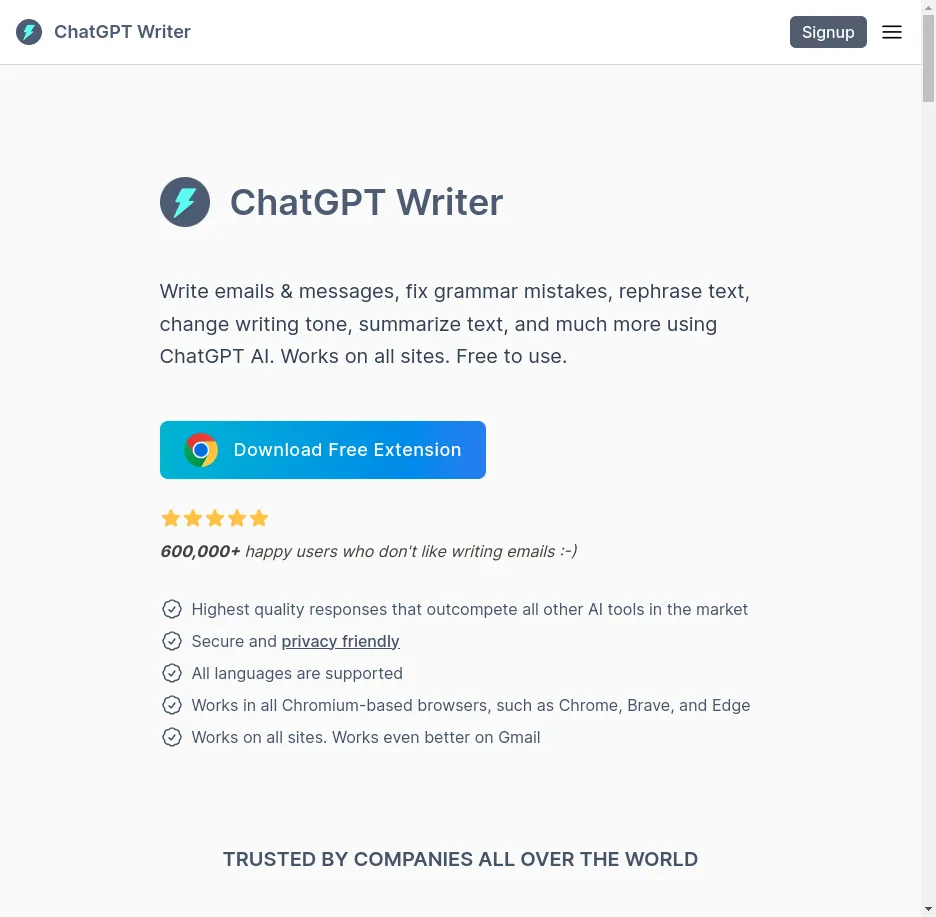 ChatGPT Writer
Signup
ChatGPT Writer
Write emails & messages, fix grammar mistakes, rephrase text,
change writing tone, summarize text, and much more using
ChatGPT AI. Works on all sites. Free to use.
Download Free Extension
600,000+ happy users who don't like writing emails :-)
Highest quality responses that outcompete all other AI tools in the market
Secure and privacy friendly
All languages are supported
Works in all Chromium-based browsers, such as Chrome, Brave, and Edge
Works on all sites. Works even better on Gmail
TRUSTED BY COMPANIES ALL OVER THE WORLD